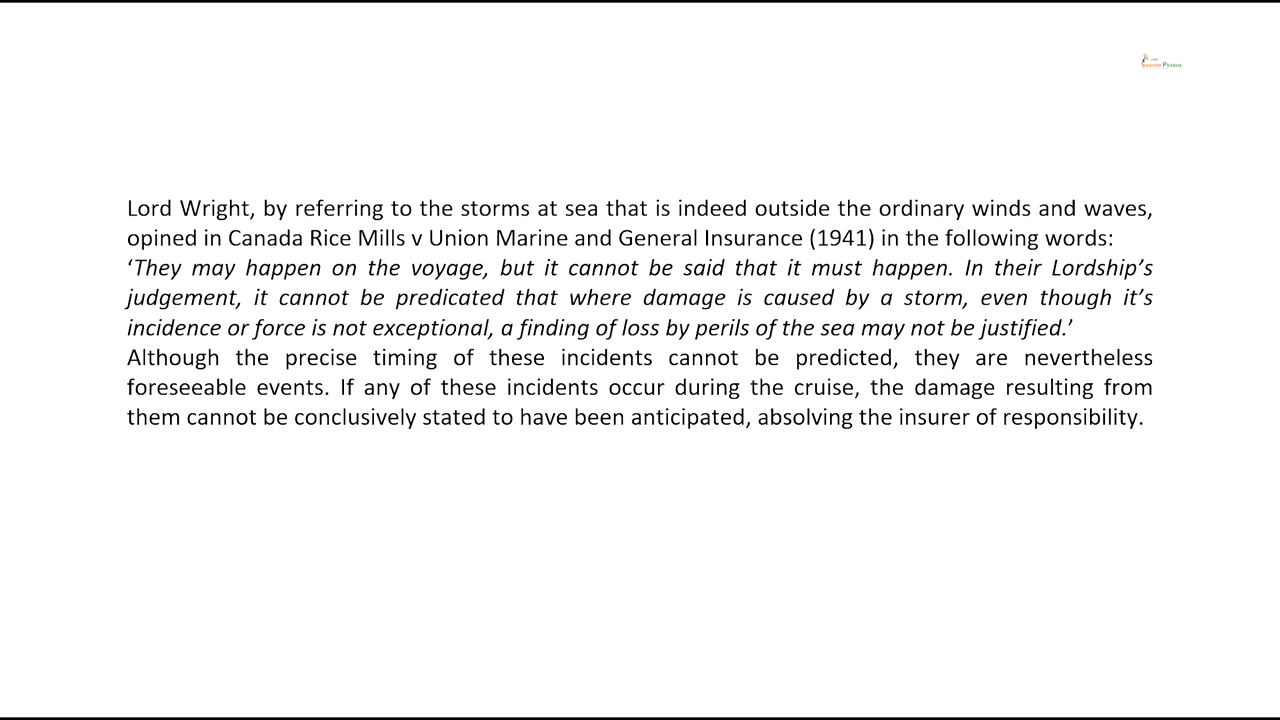 SWAYAM PRABHA
Lord Wright, by referring to the storms at sea that is indeed outside the ordinary winds and waves,
opined in Canada Rice Mills v Union Marine and General Insurance (1941) in the following words:
‘They may happen on the voyage, but it cannot be said that it must happen. In their Lordship’s
judgement, it cannot be predicated that where damage is caused by a storm, even though it’s
incidence or force is not exceptional, a finding of loss by perils of the sea may not be justified.’
Although the precise timing of these incidents cannot be predicted, they are nevertheless
foreseeable events. If any of these incidents occur during the cruise, the damage resulting from
them cannot be conclusively stated to have been anticipated, absolving the insurer of responsibility.